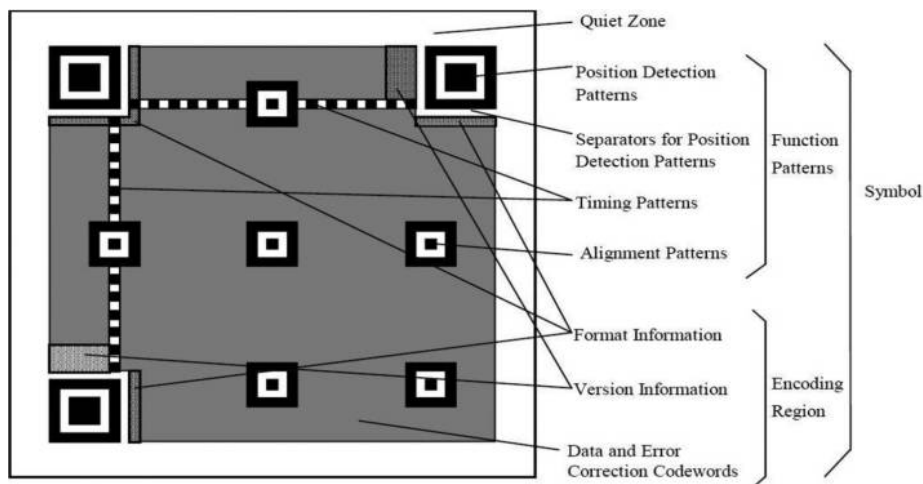 Quiet Zone
Position Detection
Patterns
Separators for Position
Detection Patterns
Function
Patterns
Symbol
Timing Patterns
Alignment Patterns
Format Information
Version Information
Encoding
Region
Data and Error
Correction Codewords